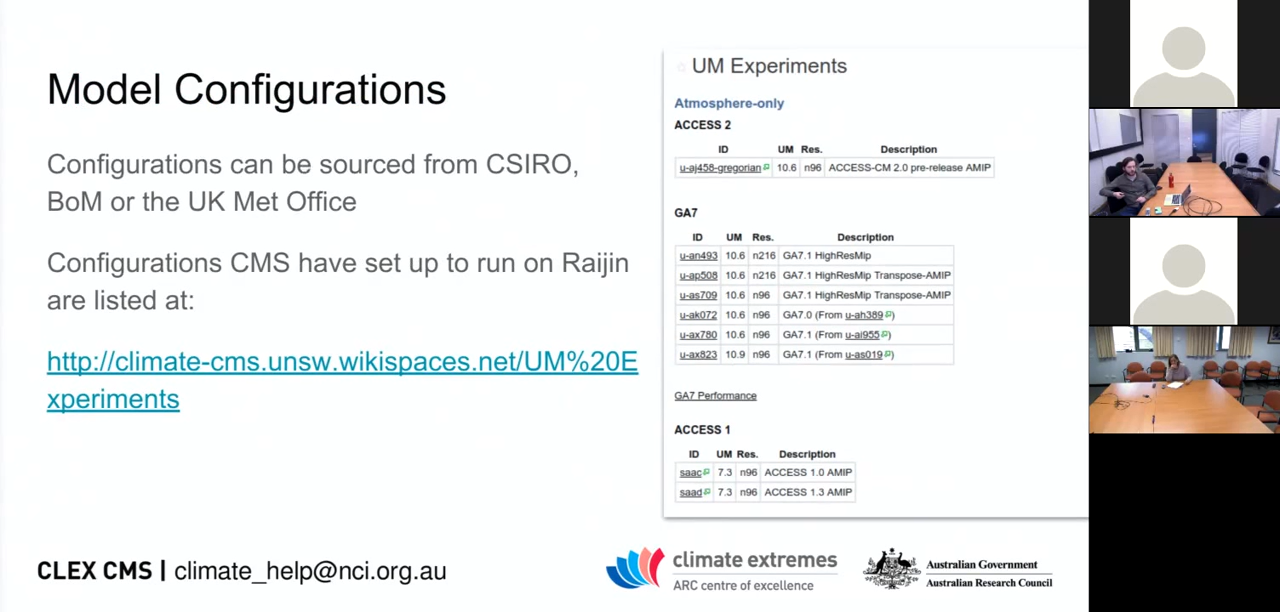 Model Configurations
Configurations can be sourced from CSIRO,
BoM or the UK Met Office
Configurations CMS have set up to run on Raijin
are listed at:
http://climate-cms.unsw.wikispaces.net/UM%20E
xperiments
UM Experiments
Atmosphere-only
ACCESS 2
ID UM Res. Description
u-aj458-gregorian 10.6 n96 ACCESS-CM 2.0 pre-release AMIP
GA7
ID UM Res. Description
u-an493 10.6 n216 GA7.1 HighResMip
u-ap508 10.6 n216 GA7.1 HighResMip Transpose-AMIP
u-as709 10.6 n96 GA7.1 HighResMip Transpose-AMIP
u-ak072 10.6 n96 GA7.0 (From u-ah389)
u-ax780 10.6 n96 GA7.1 (From u-ai955)
u-ax823 10.9 n96 GA7.1 (From u-as019)
GA7 Performance
ACCESS 1
ID UM Res. Description
saac 7.3 n96 ACCESS 1.0 AMIP
saad 7.3 n96 ACCESS 1.3 AMIP
CLEX CMS | climate_help@nci.org.au
climate extremes
ARC centre of excellence
Australian Government
Australian Research Council